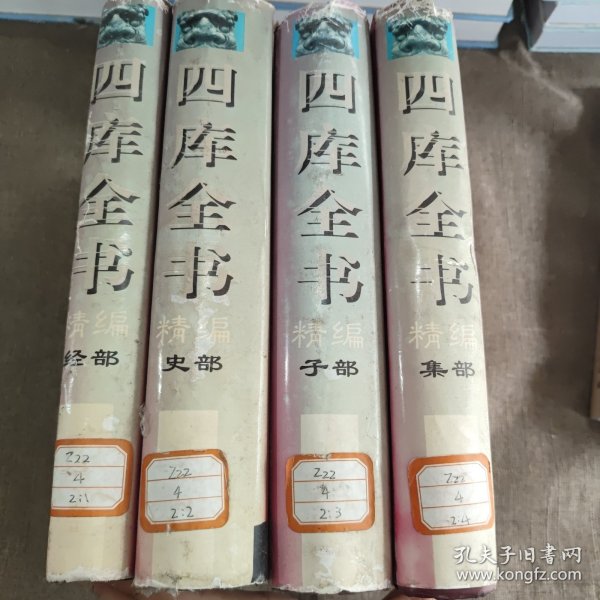 四库全书
精编
经部
Z22
4
2:1
四库全书
精编
史部
Z22
4
2:2
四库全书
精编
子部
Z22
4
2:3
四库全书
精编
集部
Z22
4
2:4
孔夫子旧书网
www.kongfz.com